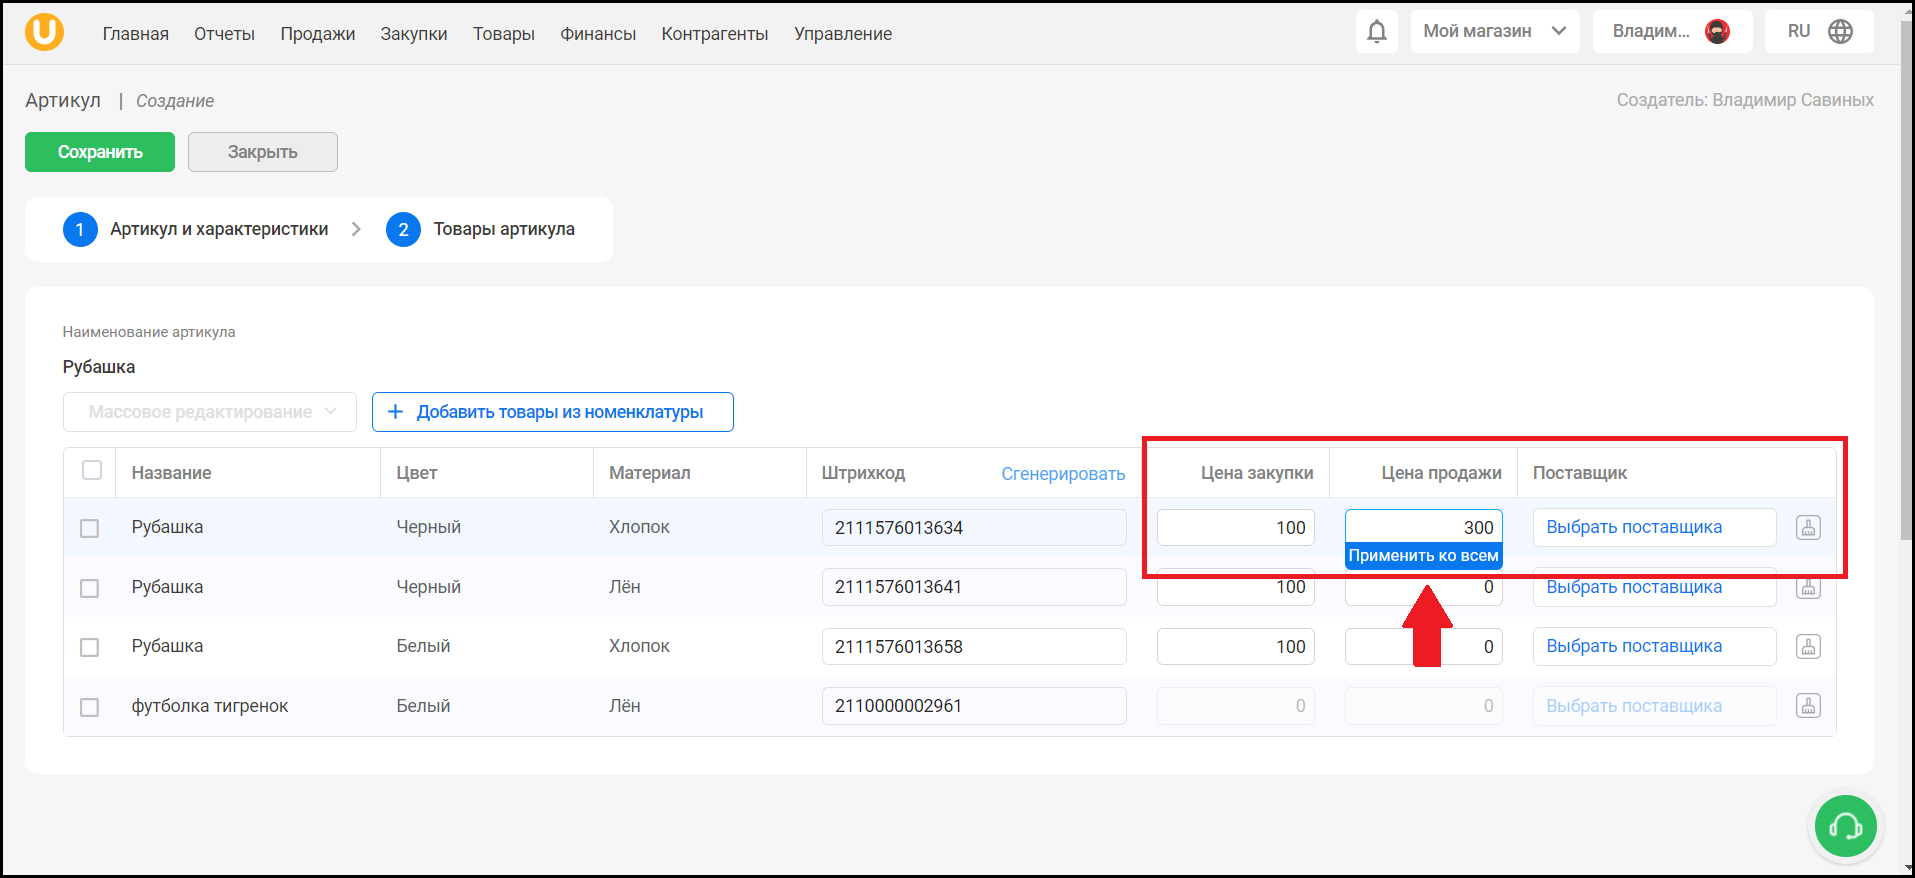 Главная Отчеты Продажи Закупки Товары Финансы Контрагенты Управление Мой магазин Владим... RU
Артикул | Создание Создатель: Владимир Савиных
Сохранить Закрыть
1 Артикул и характеристики 2 Товары артикула
Наименование артикула
Рубашка
Массовое редактирование + Добавить товары из номенклатуры
Название Цвет Материал Штрихкод Сгенерировать Цена закупки Цена продажи Поставщик
Рубашка Черный Хлопок 2111576013634 100 300 Выбрать поставщика
Применить ко всем
Рубашка Черный Лён 2111576013641 100 0 Выбрать поставщика
Рубашка Белый Хлопок 2111576013658 100 0 Выбрать поставщика
футболка тигренок Белый Лён 2110000002961 0 0 Выбрать поставщика